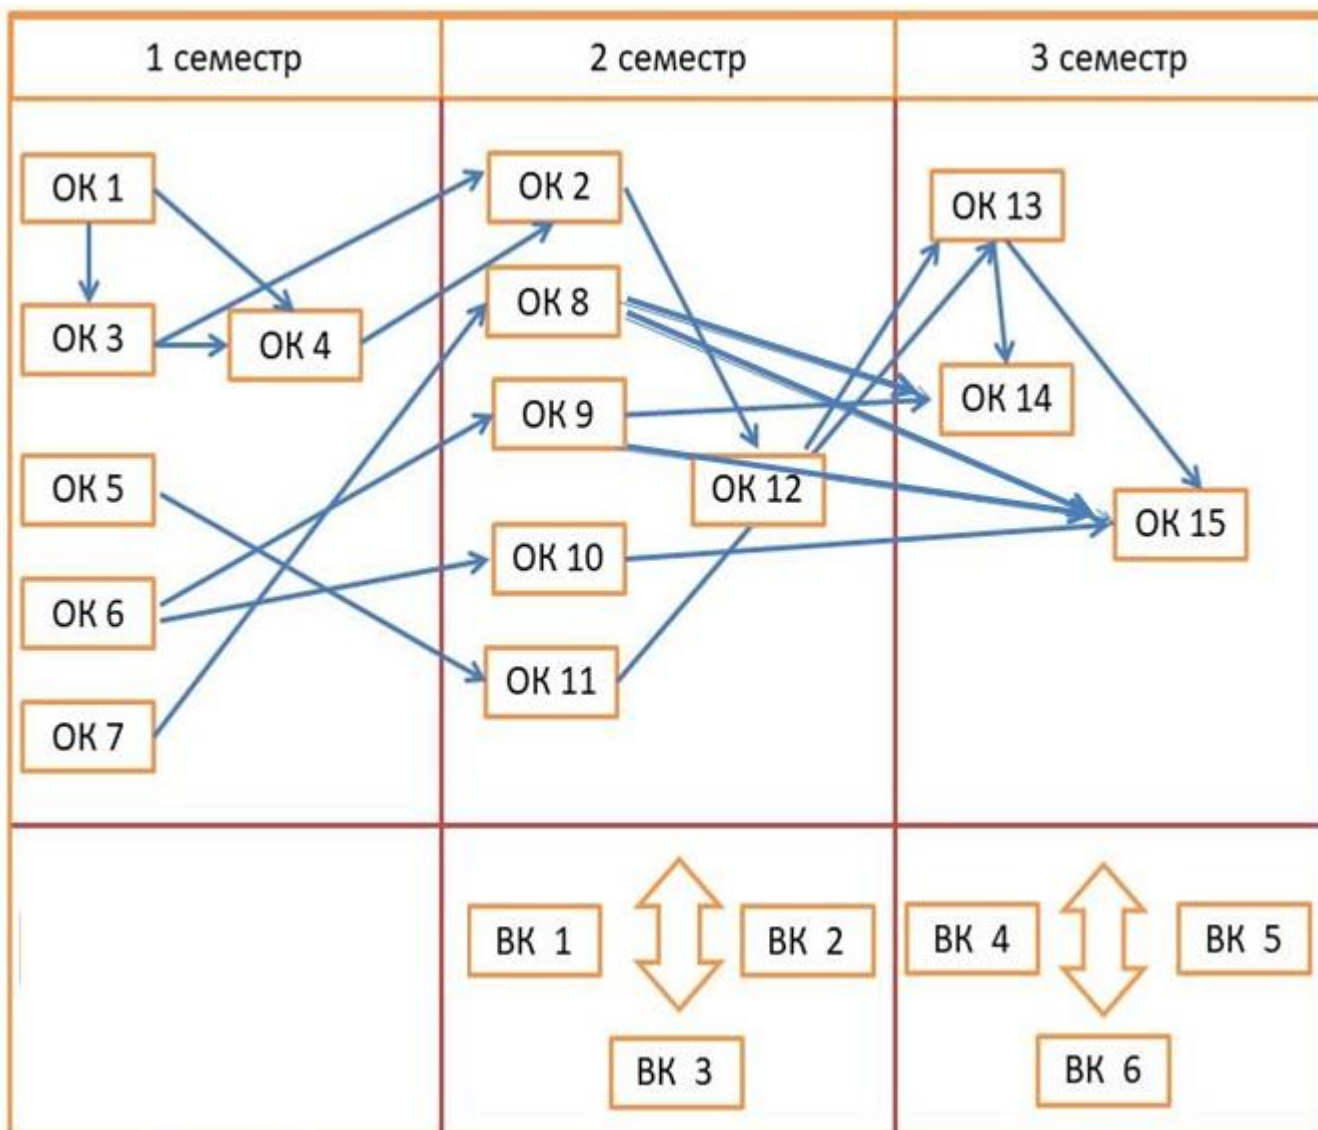 1 семестр
2 семестр
3 семестр
ОК 1
ОК 2
ОК 13
ОК 8
ОК 3
ОК 4
ОК 14
ОК 9
ОК 5
ОК 12
ОК 15
ОК 10
ОК 6
ОК 11
ОК 7
ВК 1
ВК 2
ВК 4
ВК 5
ВК 3
ВК 6